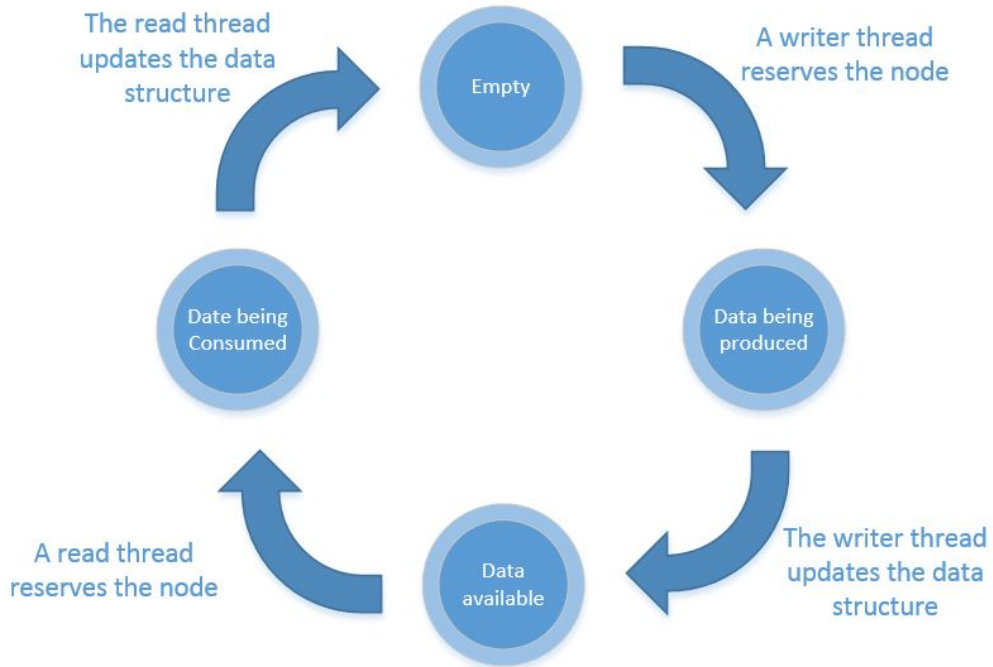 The read thread
updates the data
structure
Empty
A writer thread
reserves the node
Date being
Consumed
Data being
produced
A read thread
reserves the node
Data
available
The writer thread
updates the data
structure